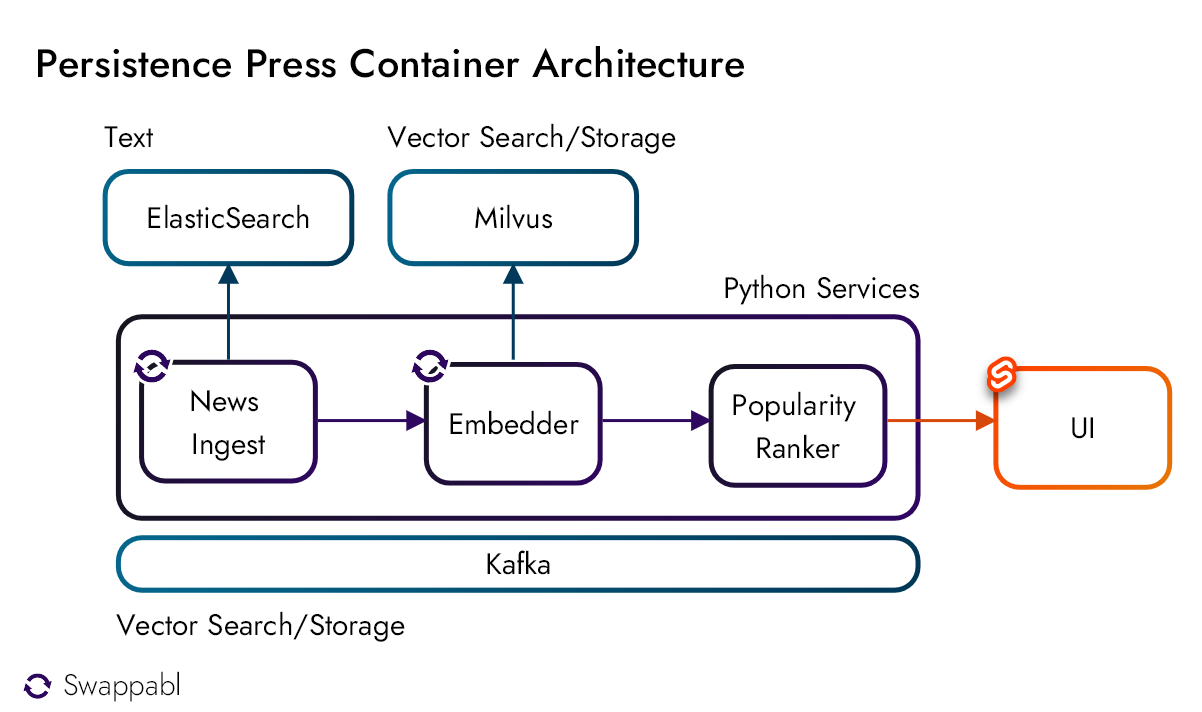 Persistence Press Container Architecture
Text
Vector Search/Storage
ElasticSearch
Milvus
Python Services
News
Ingest
Embedder
Popularity
Ranker
UI
Kafka
Vector Search/Storage
Swappabl